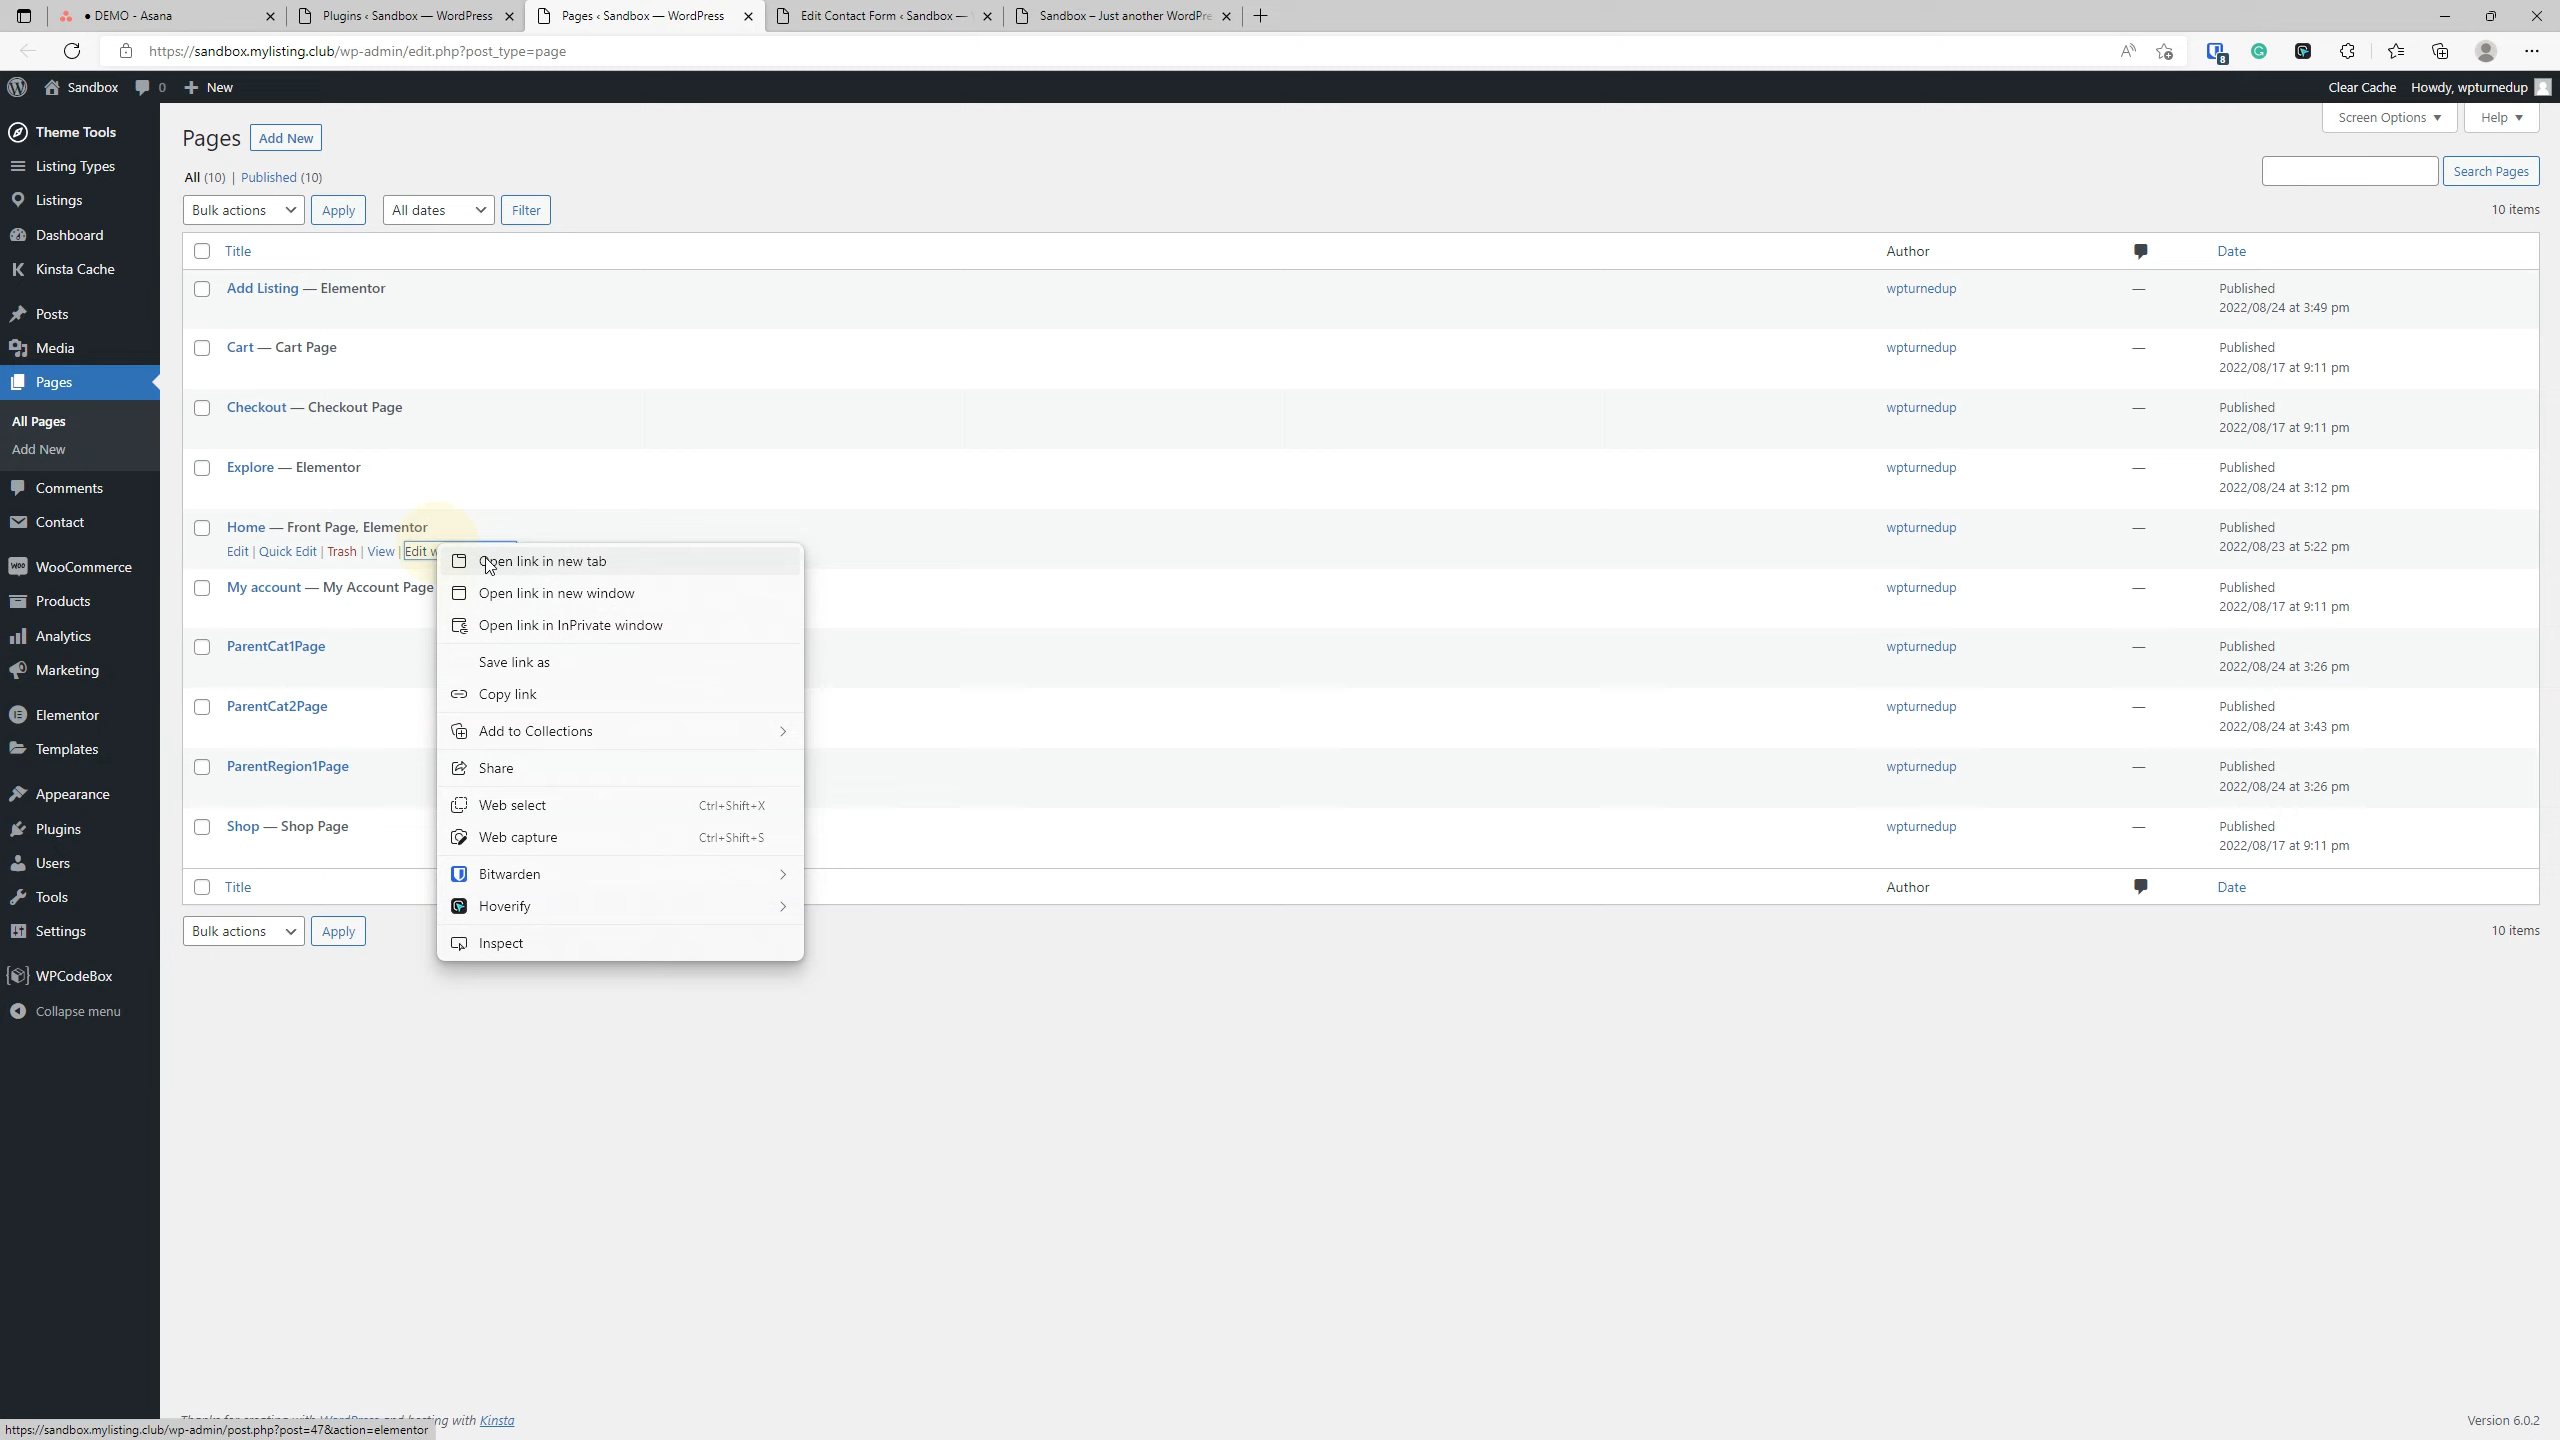 • DEMO - Asana
Plugins ‹ Sandbox — WordPress
Pages ‹ Sandbox — WordPress
Edit Contact Form ‹ Sandbox —
Sandbox – Just another WordPre
https://sandbox.mylisting.club/wp-admin/edit.php?post_type=page
8
Sandbox
0
New
Clear Cache
Howdy, wpturnedup
Theme Tools
Listing Types
Listings
Dashboard
Kinsta Cache
Posts
Media
Pages
All Pages
Add New
Comments
Contact
WooCommerce
Products
Analytics
Marketing
Elementor
Templates
Appearance
Plugins
Users
Tools
Settings
WPCodeBox
Collapse menu
Pages Add New
Screen Options ▼ Help ▼
All (10) | Published (10)
Search Pages
Bulk actions Apply All dates Filter
10 items
Title Author Date
Add Listing — Elementor wpturnedup — Published
2022/08/24 at 3:49 pm
Cart — Cart Page wpturnedup — Published
2022/08/17 at 9:11 pm
Checkout — Checkout Page wpturnedup — Published
2022/08/17 at 9:11 pm
Explore — Elementor wpturnedup — Published
2022/08/24 at 3:12 pm
Home — Front Page, Elementor wpturnedup — Published
Edit | Quick Edit | Trash | View | Edit 2022/08/23 at 5:22 pm
My account — My Account Page wpturnedup — Published
2022/08/17 at 9:11 pm
ParentCat1Page wpturnedup — Published
2022/08/24 at 3:26 pm
ParentCat2Page wpturnedup — Published
2022/08/24 at 3:43 pm
ParentRegion1Page wpturnedup — Published
2022/08/24 at 3:26 pm
Shop — Shop Page wpturnedup — Published
2022/08/17 at 9:11 pm
Title Author Date
Bulk actions Apply
10 items
Open link in new tab
Open link in new window
Open link in InPrivate window
Save link as
Copy link
Add to Collections
Share
Web select Ctrl+Shift+X
Web capture Ctrl+Shift+S
Bitwarden
Hoverify
Inspect
hosting with Kinsta
Version 6.0.2
https://sandbox.mylisting.club/wp-admin/post.php?post=47&action=elementor